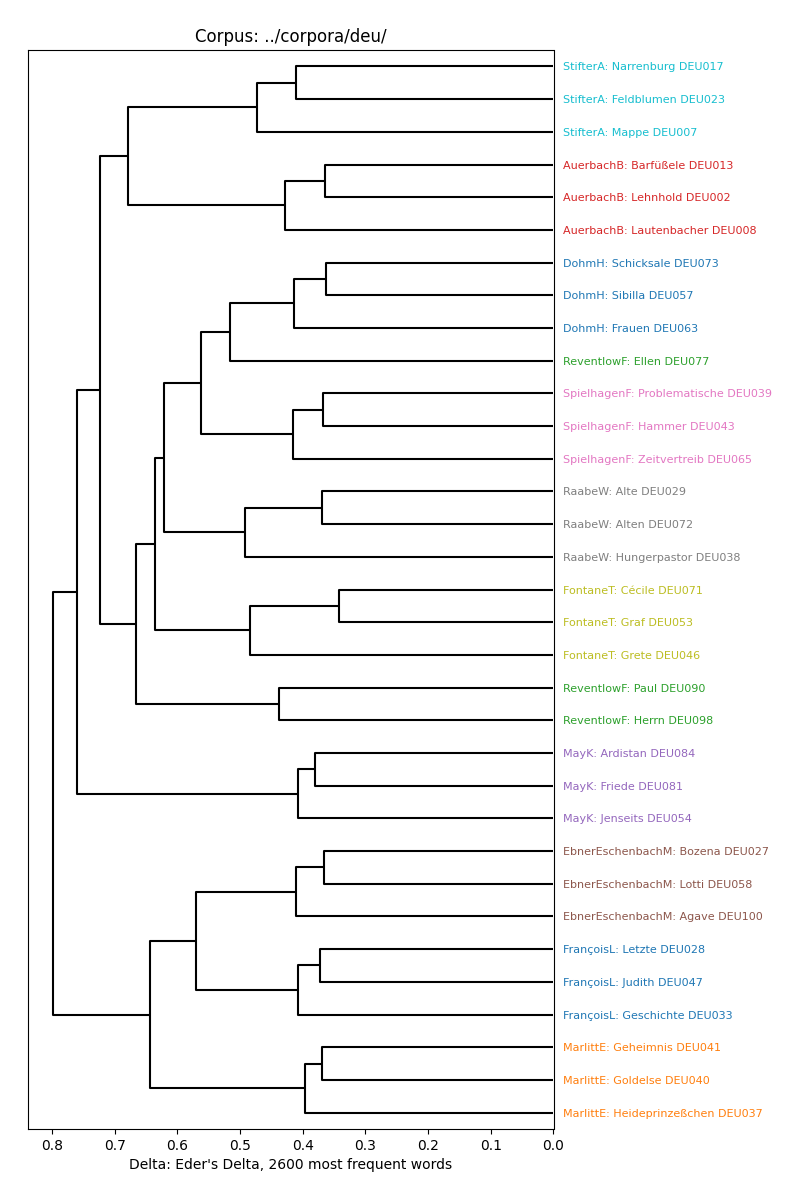 Corpus: ../corpora/deu/
StifterA: Narrenburg DEU017
StifterA: Feldblumen DEU023
StifterA: Mappe DEU007
AuerbachB: Barfüßele DEU013
AuerbachB: Lehnhold DEU002
AuerbachB: Lautenbacher DEU008
DohmH: Schicksale DEU073
DohmH: Sibilla DEU057
DohmH: Frauen DEU063
ReventlowF: Ellen DEU077
SpielhagenF: Problematische DEU039
SpielhagenF: Hammer DEU043
SpielhagenF: Zeitvertreib DEU065
RaabeW: Alte DEU029
RaabeW: Alten DEU072
RaabeW: Hungerpastor DEU038
FontaneT: Cécile DEU071
FontaneT: Graf DEU053
FontaneT: Grete DEU046
ReventlowF: Paul DEU090
ReventlowF: Herrn DEU098
MayK: Ardistan DEU084
MayK: Friede DEU081
MayK: Jenseits DEU054
EbnerEschenbachM: Bozena DEU027
EbnerEschenbachM: Lotti DEU058
EbnerEschenbachM: Agave DEU100
FrançoisL: Letzte DEU028
FrançoisL: Judith DEU047
FrançoisL: Geschichte DEU033
MarlittE: Geheimnis DEU041
MarlittE: Goldelse DEU040
MarlittE: Heideprinzeßchen DEU037
0.8 0.7 0.6 0.5 0.4 0.3 0.2 0.1 0.0
Delta: Eder's Delta, 2600 most frequent words